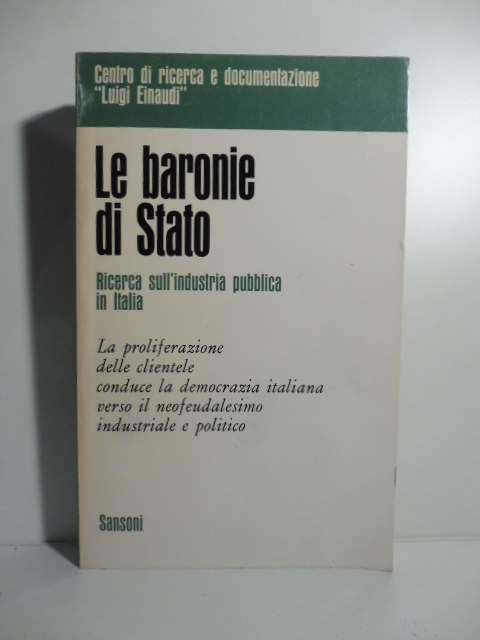 Centro di ricerca e documentazione
"Luigi Einaudi"
Le baronie
di Stato
Ricerca sull'industria pubblica
in Italia
La proliferazione
delle clientele
conduce la democrazia italiana
verso il neofeudalesimo
industriale e politico
Sansoni